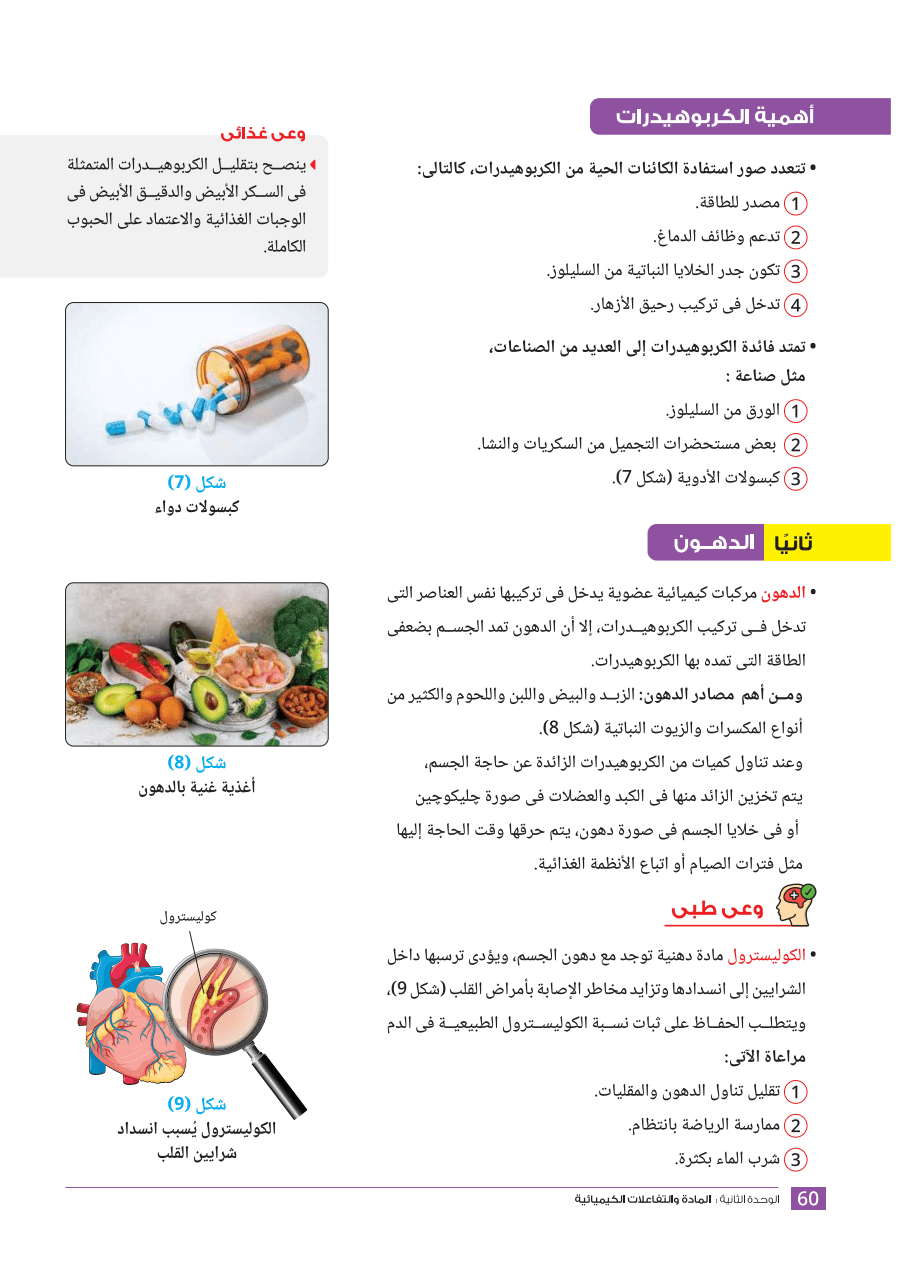 أهمية الكربوهيدرات
• تتعدد صور استفادة الكائنات الحية من الكربوهيدرات، كالتالى:
1 مصدر للطاقة.
2 تدعم وظائف الدماغ.
3 تكون جدر الخلايا النباتية من السليلوز.
4 تدخل فى تركيب رحيق الأزهار.
• تمتد فائدة الكربوهيدرات إلى العديد من الصناعات،
مثل صناعة :
1 الورق من السليلوز.
2 بعض مستحضرات التجميل من السكريات والنشا.
3 كبسولات الأدوية (شكل 7).
وعى غذائى
ينصح بتقليل الكربوهيدرات المتمثلة
فى السكر الأبيض والدقيق الأبيض فى
الوجبات الغذائية والاعتماد على الحبوب
الكاملة.
شكل (7)
كبسولات دواء
ثانيًا الدهون
• الدهون مركبات كيميائية عضوية يدخل فى تركيبها نفس العناصر التى
تدخل فى تركيب الكربوهيدرات، إلا أن الدهون تمد الجسم بضعفى
الطاقة التى تمده بها الكربوهيدرات.
ومن أهم مصادر الدهون: الزبد والبيض واللبن واللحوم والكثير من
أنواع المكسرات والزيوت النباتية (شكل 8).
وعند تناول كميات من الكربوهيدرات الزائدة عن حاجة الجسم،
يتم تخزين الزائد منها فى الكبد والعضلات فى صورة چليكوچين
أو فى خلايا الجسم فى صورة دهون، يتم حرقها وقت الحاجة إليها
مثل فترات الصيام أو اتباع الأنظمة الغذائية.
شكل (8)
أغذية غنية بالدهون
وعى طبى
• الكوليسترول مادة دهنية توجد مع دهون الجسم، ويؤدى ترسبها داخل
الشرايين إلى انسدادها وتزايد مخاطر الإصابة بأمراض القلب (شكل 9)،
ويتطلب الحفاظ على ثبات نسبة الكوليسترول الطبيعية فى الدم
مراعاة الآتى:
1 تقليل تناول الدهون والمقليات.
2 ممارسة الرياضة بانتظام.
3 شرب الماء بكثرة.
كوليسترول
شكل (9)
الكوليسترول يُسبب انسداد
شرايين القلب
60 الوحدة الثانية : المادة والتفاعلات الكيميائية